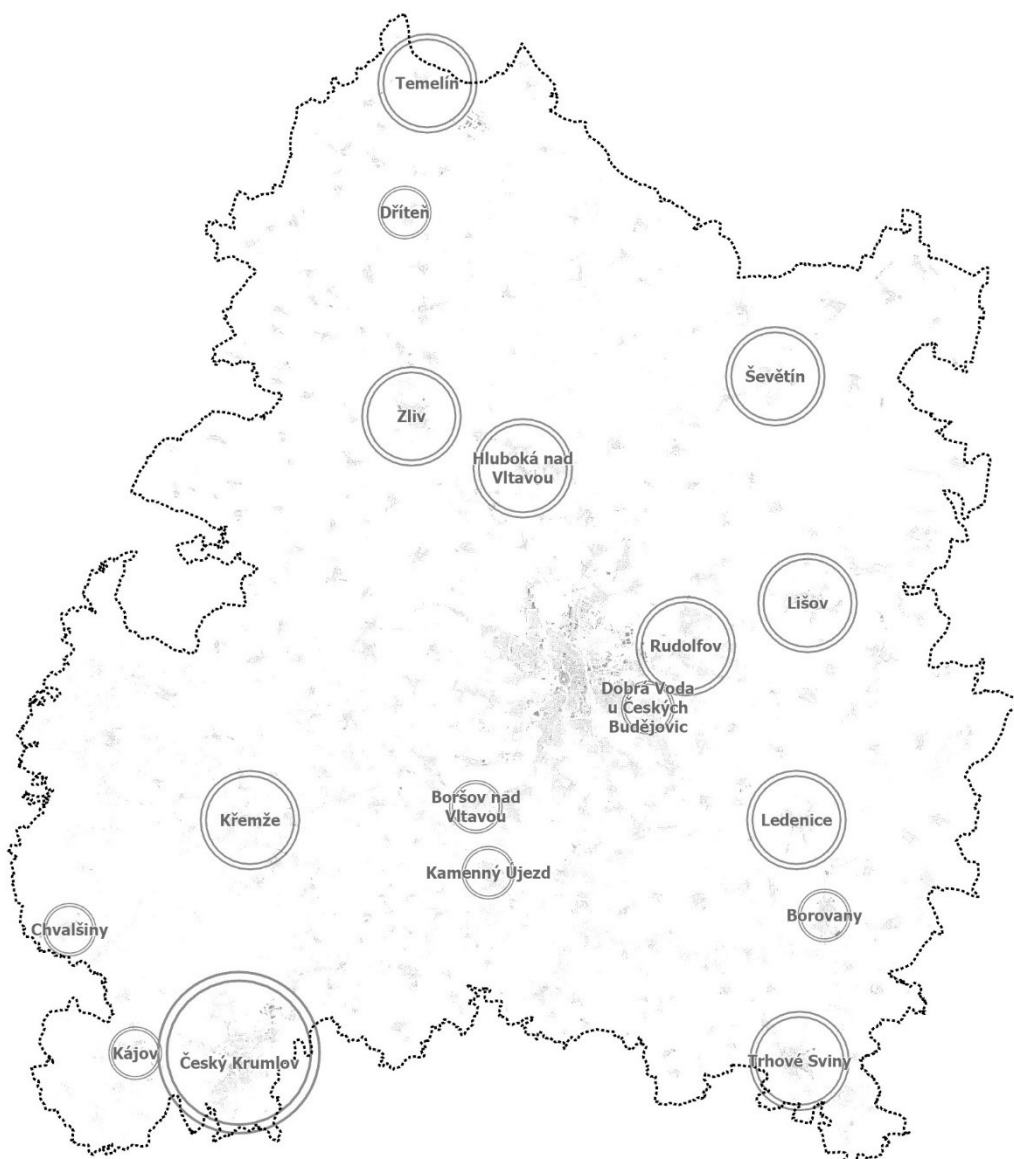 Temelín
Dříteň
Ševětín
Zliv
Hluboká nad
Vltavou
Lišov
Rudolfov
Dobrá Voda
u Českých
Budějovic
Boršov nad
Vltavou
Křemže
Ledenice
Kamenný Újezd
Borovany
Chvalšiny
Kájov
Český Krumlov
Trhové Sviny